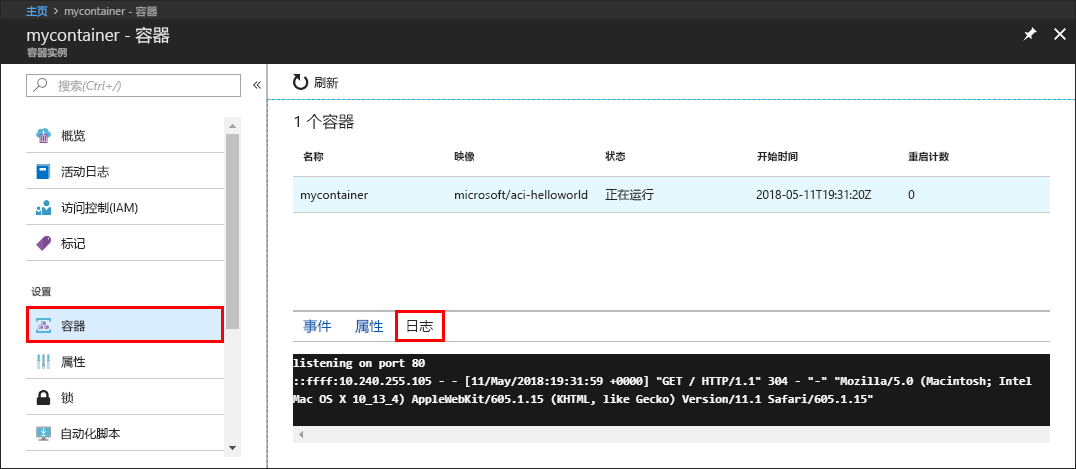 主页 > mycontainer - 容器
mycontainer - 容器
容器实例
搜索(Ctrl+/)
«
概览
活动日志
访问控制(IAM)
标记
设置
容器
属性
锁
自动化脚本
刷新
1 个容器
名称 映像 状态 开始时间 重启计数
mycontainer microsoft/aci-helloworld 正在运行 2018-05-11T19:31:20Z 0
事件 属性 日志
listening on port 80
::ffff:10.240.255.105 - - [11/May/2018:19:31:59 +0000] "GET / HTTP/1.1" 304 - "-" "Mozilla/5.0 (Macintosh; Intel
Mac OS X 10_13_4) AppleWebKit/605.1.15 (KHTML, like Gecko) Version/11.1 Safari/605.1.15"